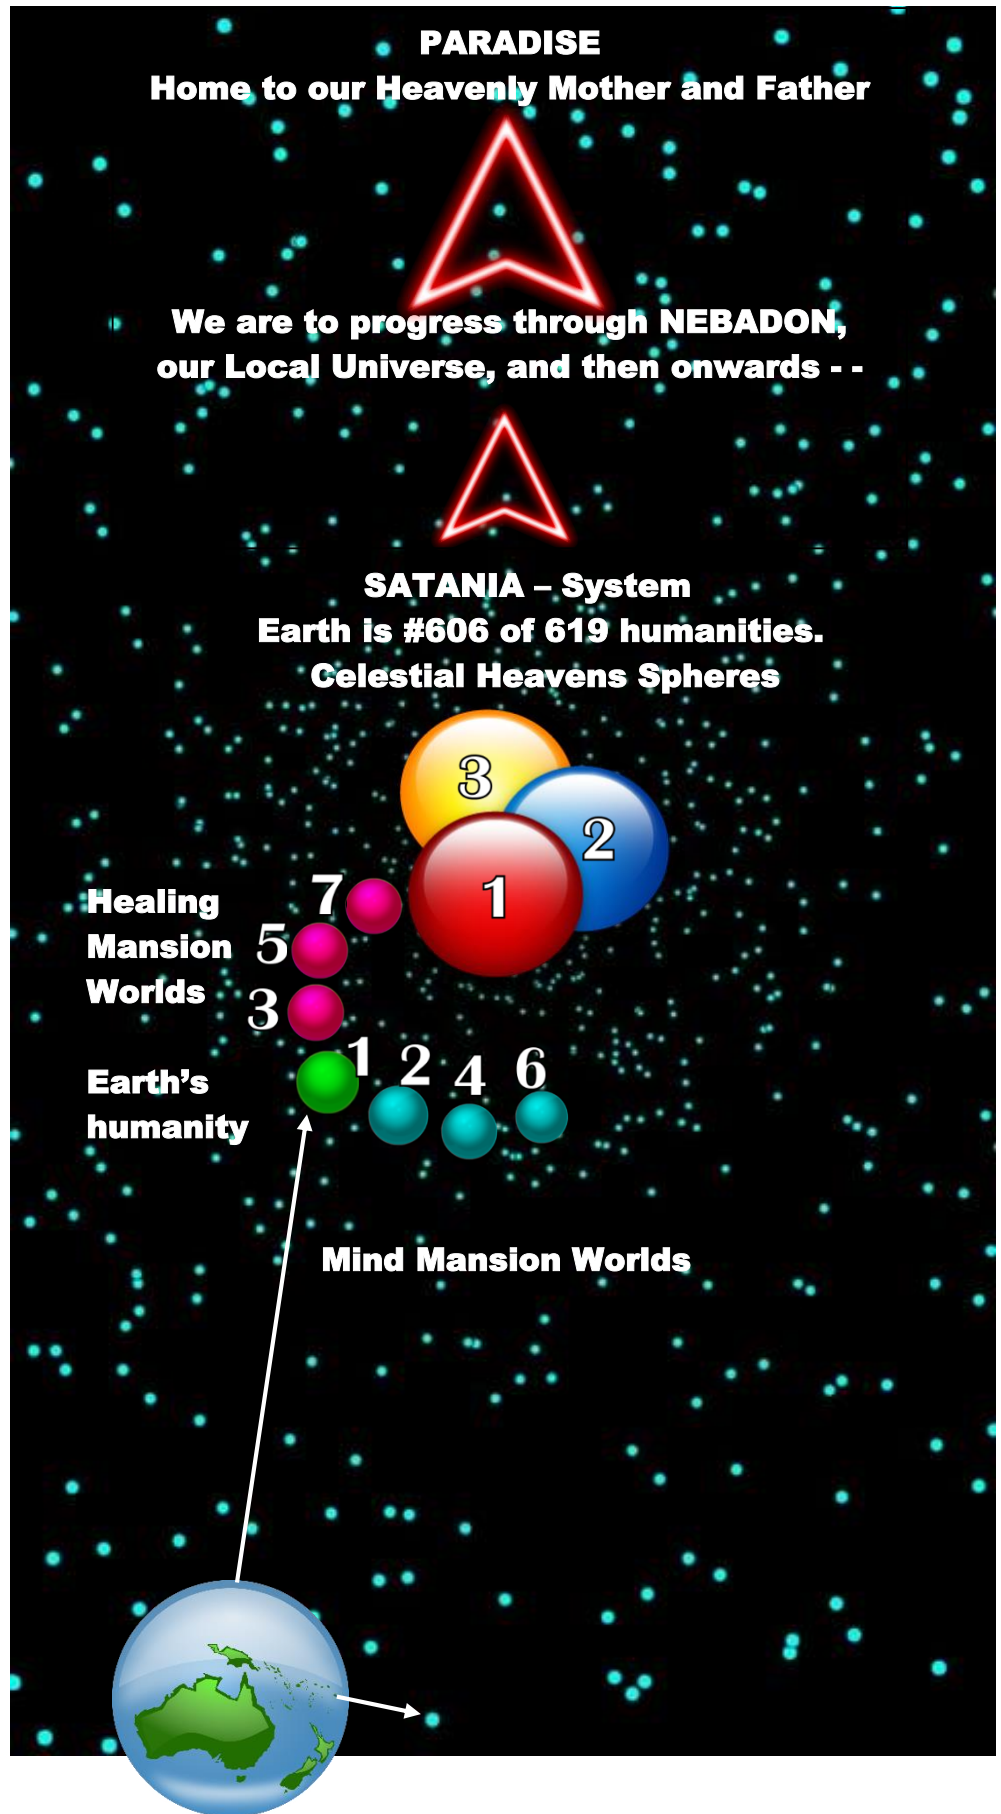 PARADISE
Home to our Heavenly Mother and Father
We are to progress through NEBADON,
our Local Universe, and then onwards - -
SATANIA – System
Earth is #606 of 619 humanities.
Celestial Heavens Spheres
3
2
1
Healing
Mansion
Worlds
7
5
3
Earth's
humanity
1
2
4
6
Mind Mansion Worlds